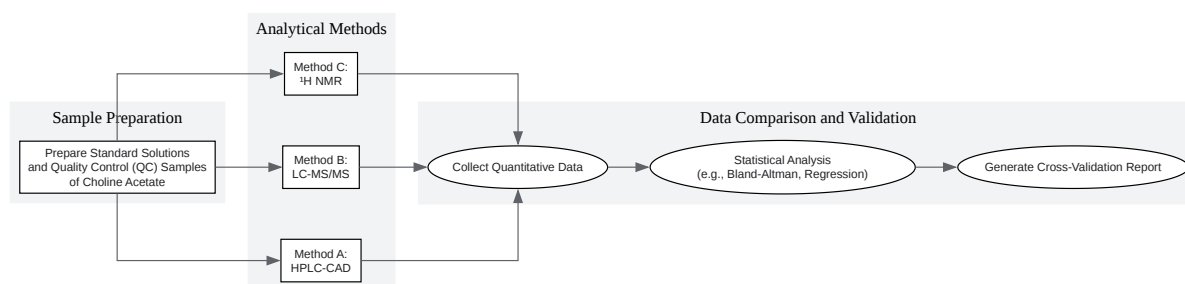 Analytical Methods
Method C:
¹H NMR
Sample Preparation
Data Comparison and Validation
Prepare Standard Solutions
and Quality Control (QC) Samples
of Choline Acetate
Method B:
LC-MS/MS
Collect Quantitative Data
Statistical Analysis
(e.g., Bland-Altman, Regression)
Generate Cross-Validation Report
Method A:
HPLC-CAD